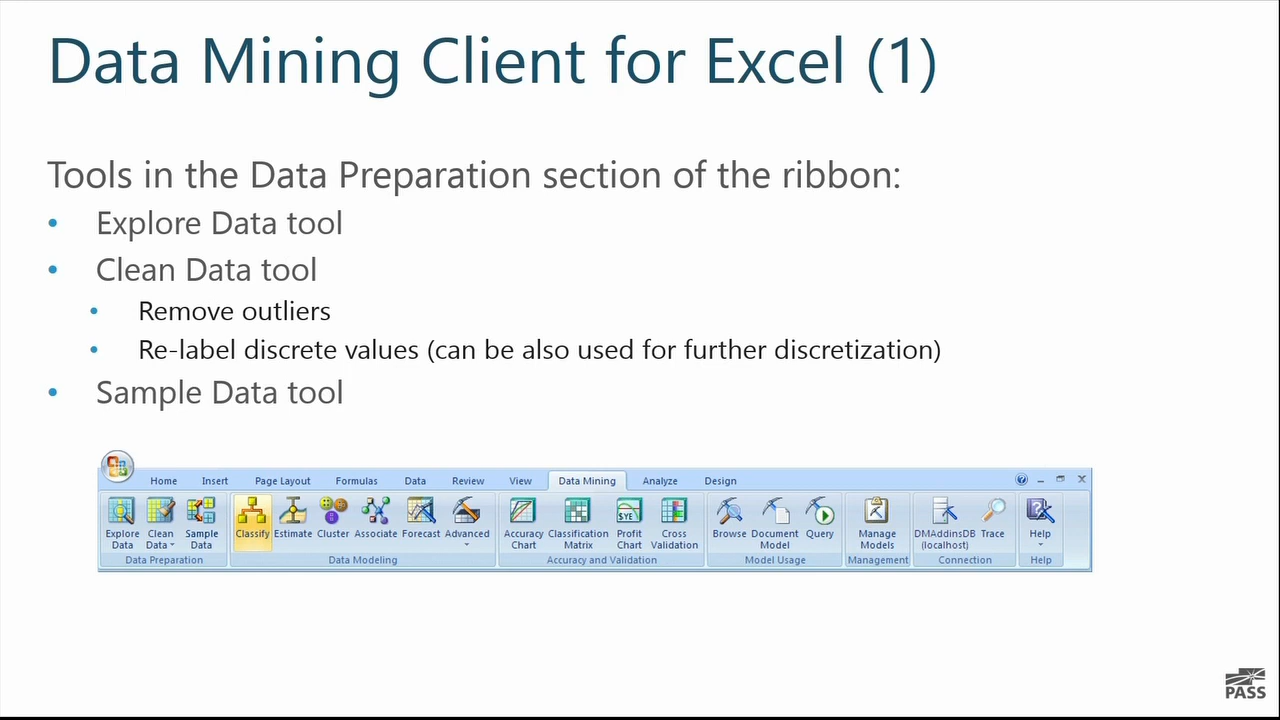 Data Mining Client for Excel (1)
Tools in the Data Preparation section of the ribbon:
• Explore Data tool
• Clean Data tool
• Remove outliers
• Re-label discrete values (can be also used for further discretization)
• Sample Data tool
Home Insert Page Layout Formulas Data Review View Data Mining Analyze Design
Explore Data Clean Data Sample Data Classify Estimate Cluster Associate Forecast Advanced Accuracy Chart Classification Matrix Profit Chart Cross Validation Browse Document Model Query Manage Models DMAddinsDB (localhost) Trace Help
Data Preparation Data Modeling Accuracy and Validation Model Usage Management Connection Help
PASS